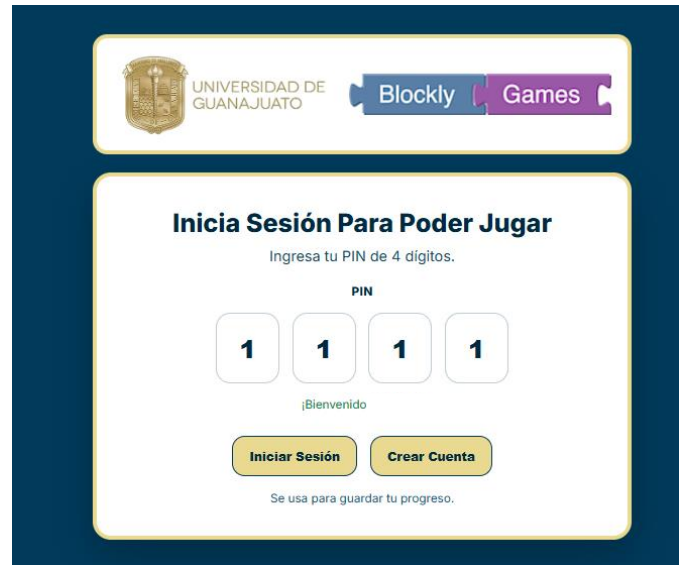 UNIVERSIDAD DE
GUANAJUATO
Blockly Games
Inicia Sesión Para Poder Jugar
Ingresa tu PIN de 4 dígitos.
PIN
1 1 1 1
¡Bienvenido
Iniciar Sesión Crear Cuenta
Se usa para guardar tu progreso.